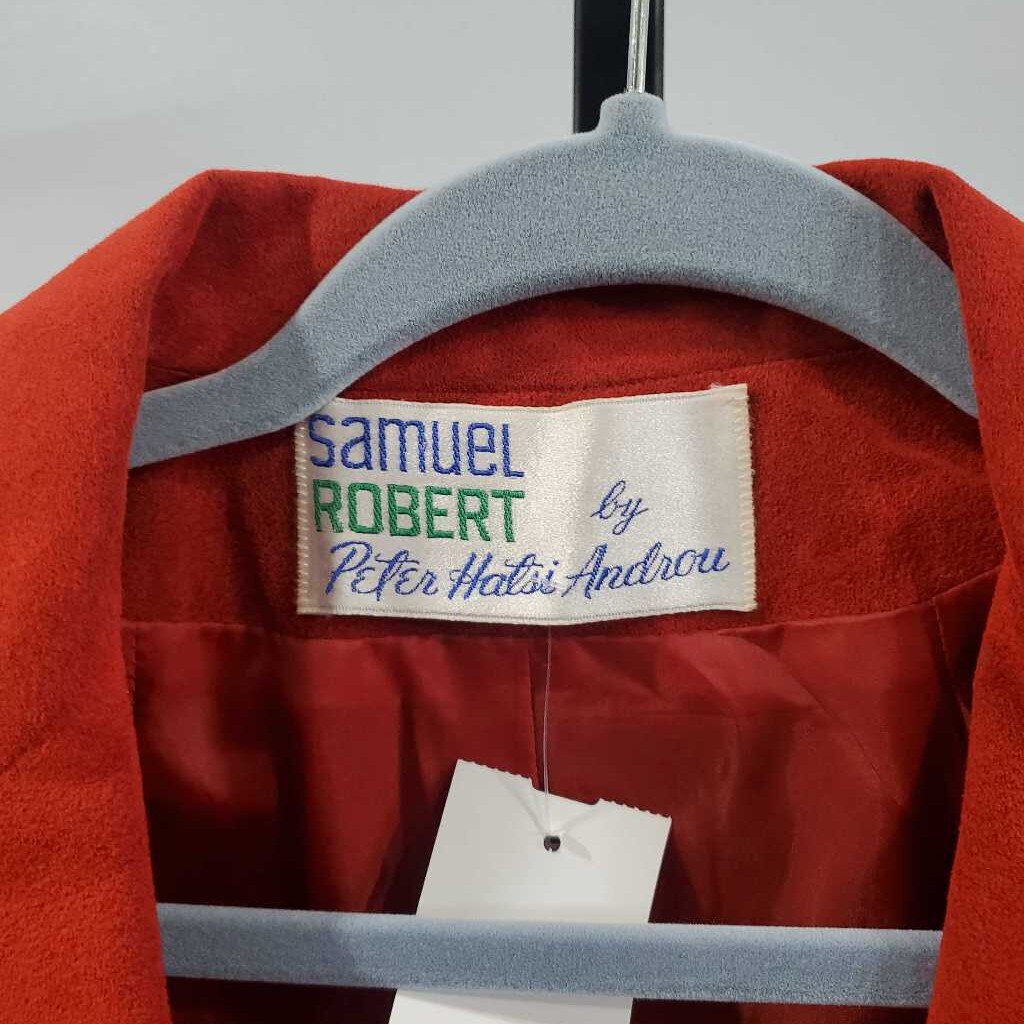 Samuel
ROBERT by
Peter Hatsi Androu